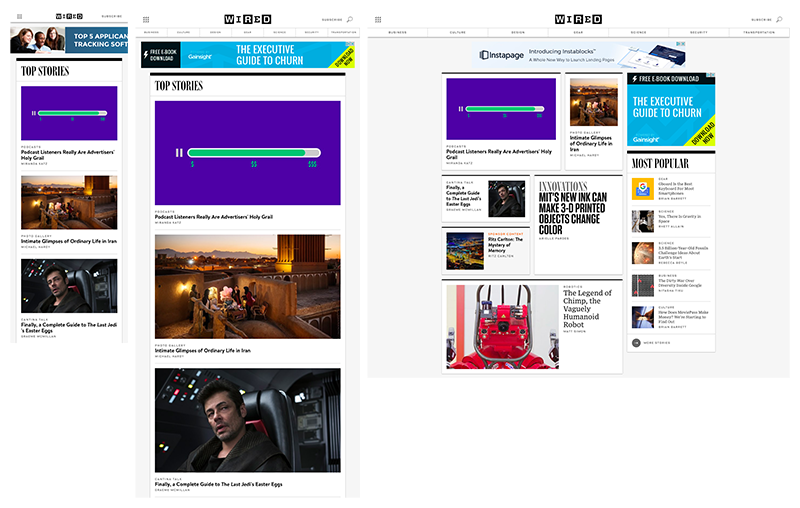 WIRED
SUBSCRIBE
TOP 5 APPLICAN
TRACKING SOFT
TOP STORIES
PODCASTS
Podcast Listeners Really Are Advertisers'
Holy Grail
MIRANDA KATZ
PHOTO GALLERY
Intimate Glimpses of Ordinary Life in Iran
MICHAEL HARDY
CANTINA TALK
Finally, a Complete Guide to The Last Jedi
's Easter Eggs
GRAEME MCMILLAN
WIRED
SUBSCRIBE
BUSINESS
CULTURE
DESIGN
GEAR
SCIENCE
SECURITY
TRANSPORTATION
FREE E-BOOK
DOWNLOAD
Gainsight
THE EXECUTIVE
GUIDE TO CHURN
DOWNLOAD
NOW
TOP STORIES
$
$$
$$$
PODCASTS
Podcast Listeners Really Are Advertisers' Holy Grail
MIRANDA KATZ
PHOTO GALLERY
Intimate Glimpses of Ordinary Life in Iran
MICHAEL HARDY
CANTINA TALK
Finally, a Complete Guide to The Last Jedi's Easter Eggs
GRAEME MCMILLAN
WIRED
SUBSCRIBE
BUSINESS
CULTURE
DESIGN
GEAR
SCIENCE
SECURITY
TRANSPORTATION
Instapage
Introducing Instablocks™
A Whole New Way to Launch Landing Pages
PODCASTS
Podcast Listeners Really Are Advertisers' Holy
Grail
MIRANDA KATZ
PHOTO GALLERY
Intimate Glimpses
of Ordinary Life in
Iran
MICHAEL HARDY
CANTINA TALK
Finally, a Complete
Guide to The Last Jedi's
Easter Eggs
GRAEME MCMILLAN
SPONSOR CONTENT
Ritz Carlton: The
Mystery of
Memory
RITZ CARLTON
INNOVATIONS
MIT'S NEW INK CAN
MAKE 3-D PRINTED
OBJECTS CHANGE
COLOR
ARIELLE PARDES
ROBOTICS
The Legend of
Chimp, the
Vaguely
Humanoid
Robot
MATT SIMON
FREE E-BOOK DOWNLOAD
THE EXECUTIVE
GUIDE TO CHURN
Gainsight
DOWNLOAD
NOW
MOST POPULAR
GEAR
Gboard Is the Best
Keyboard For Most
Smartphones
BRIAN BARRETT
SCIENCE
Yes, There Is Gravity in
Space
RHETT ALLAIN
SCIENCE
3.5 Billion-Year-Old Fossils
Challenge Ideas About
Earth's Start
REBECCA BOYLE
BUSINESS
The Dirty War Over
Diversity Inside Google
NITASHA TIKU
CULTURE
How Does MoviePass Make
Money? We're Starting to
Find Out
BRIAN BARRETT
MORE STORIES